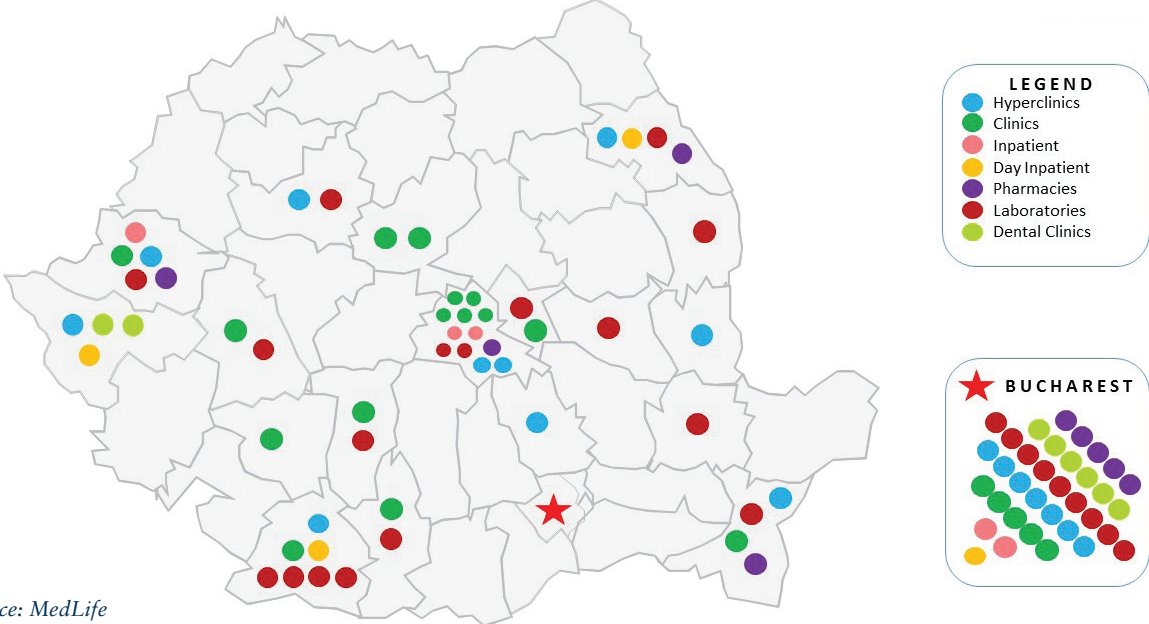 LEGEND
Hyperclinics
Clinics
Inpatient
Day Inpatient
Pharmacies
Laboratories
Dental Clinics
BUCHAREST
ce: MedLife